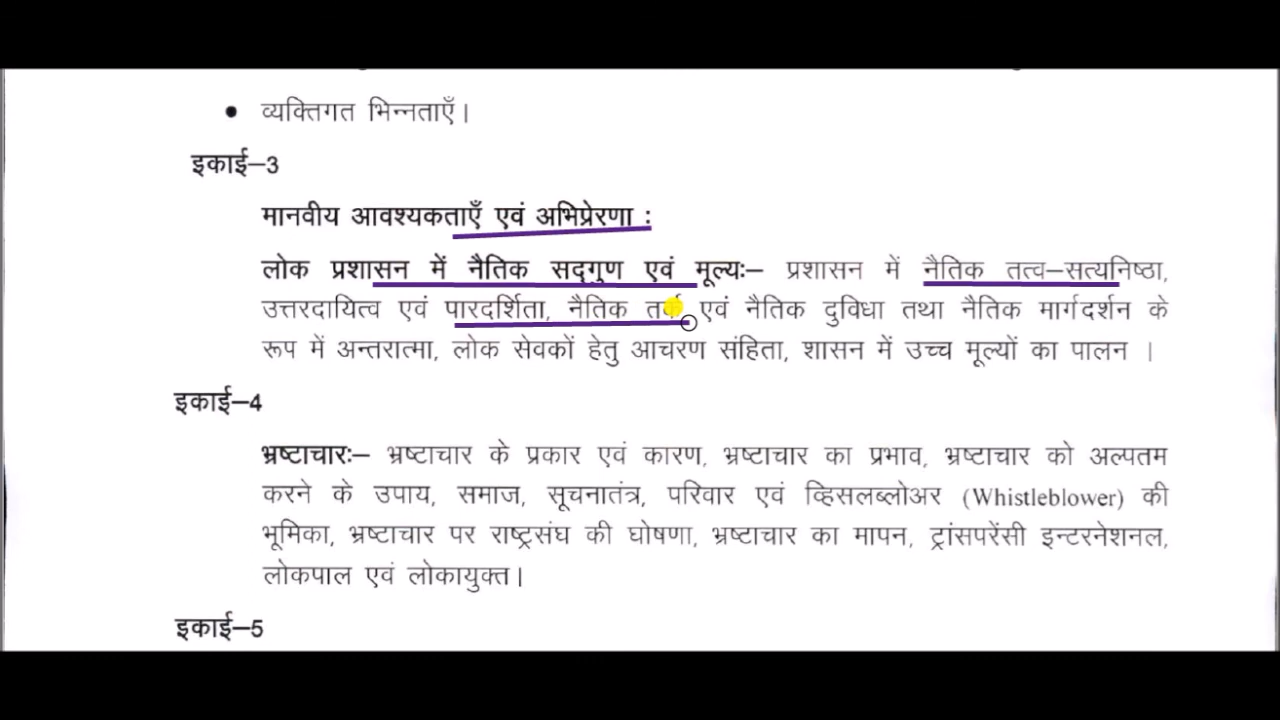 • व्यक्तिगत भिन्नताएँ।
इकाई–3
मानवीय आवश्यकताएँ एवं अभिप्रेरणा :
लोक प्रशासन में नैतिक सद्‌गुण एवं मूल्यः– प्रशासन में नैतिक तत्व–सत्यनिष्ठा,
उत्तरदायित्व एवं पारदर्शिता, नैतिक तर्क एवं नैतिक दुविधा तथा नैतिक मार्गदर्शन के
रूप में अन्तरात्मा, लोक सेवकों हेतु आचरण संहिता, शासन में उच्च मूल्यों का पालन ।
इकाई–4
भ्रष्टाचारः– भ्रष्टाचार के प्रकार एवं कारण, भ्रष्टाचार का प्रभाव, भ्रष्टाचार को अल्पतम
करने के उपाय, समाज, सूचनातंत्र, परिवार एवं व्हिसलब्लोअर (Whistleblower) की
भूमिका, भ्रष्टाचार पर राष्ट्रसंघ की घोषणा, भ्रष्टाचार का मापन, ट्रांसपरेंसी इन्टरनेशनल,
लोकपाल एवं लोकायुक्त।
इकाई–5